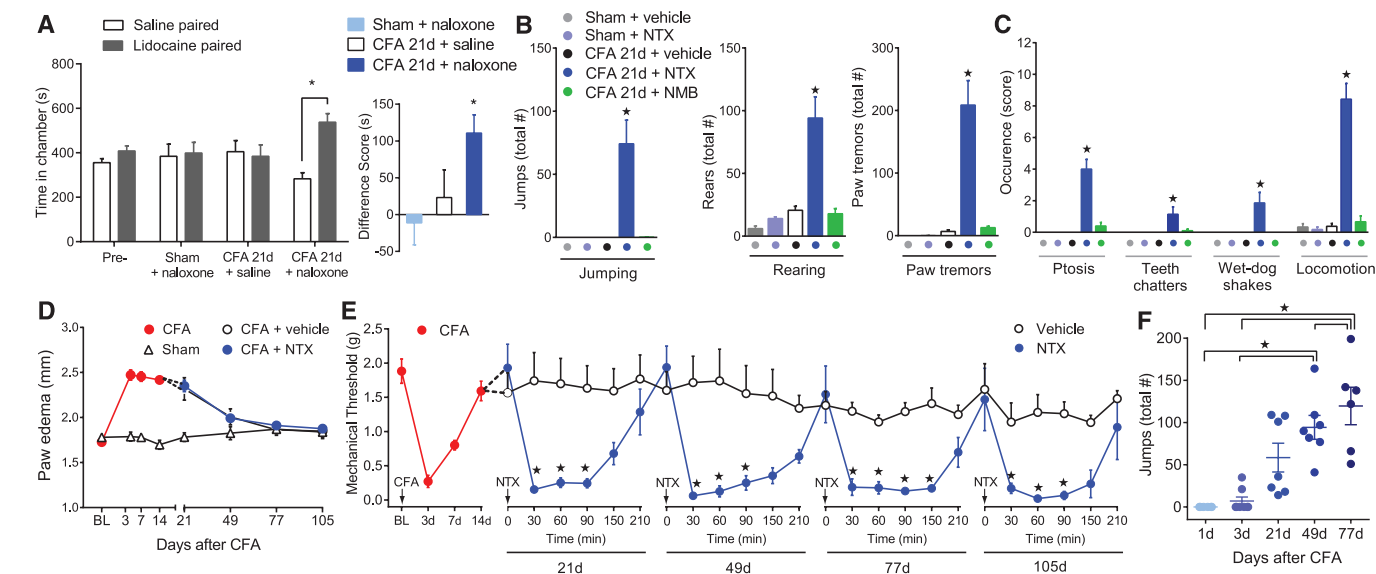 A
Saline paired
Lidocaine paired
Time in chamber (s)
800
600
400
200
0
*
Pre-
Sham + naloxone
CFA 21d + saline
CFA 21d + naloxone
Sham + naloxone
CFA 21d + saline
CFA 21d + naloxone
Difference Score (s)
150
100
50
0
-50
*
B
Sham + vehicle
Sham + NTX
CFA 21d + vehicle
CFA 21d + NTX
CFA 21d + NMB
Jumps (total #)
150
100
50
0
★
Jumping
Rears (total #)
150
100
50
0
★
Rearing
Paw tremors (total #)
300
200
100
0
★
Paw tremors
C
Occurence (score)
12
10
8
6
4
2
0
★
★
★
★
Ptosis
Teeth chatters
Wet-dog shakes
Locomotion
D
CFA
Sham
CFA + vehicle
CFA + NTX
Paw edema (mm)
3.0
2.5
2.0
1.5
1.0
BL 3 7 14 21 49 77 105
Days after CFA
E
CFA
Vehicle
NTX
Mechanical Threshold (g)
2.5
2.0
1.5
1.0
0.5
0.0
CFA
NTX
★ ★ ★
NTX
★ ★ ★
NTX
★ ★ ★ ★
NTX
★ ★ ★
BL 3d 7d 14d
0 30 60 90 150 210
0 30 60 90 150 210
0 30 60 90 150 210
0 30 60 90 150 210
Time (min)
Time (min)
Time (min)
Time (min)
21d
49d
77d
105d
F
★
★
Jumps (total #)
200
150
100
50
0
1d 3d 21d 49d 77d
Days after CFA